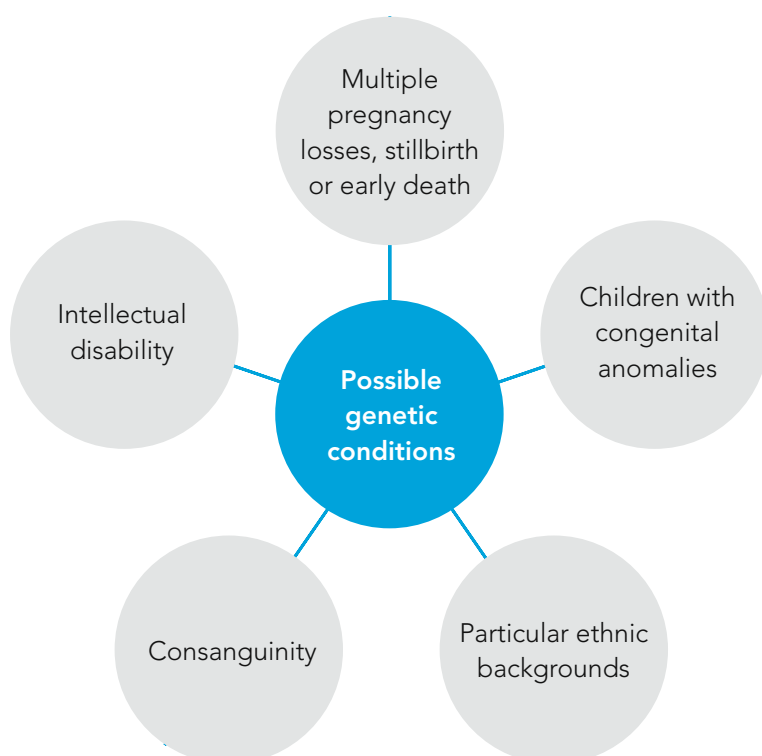 Multiple
pregnancy
losses, stillbirth
or early death
Children with
congenital
anomalies
Intellectual
disability
Possible
genetic
conditions
Particular ethnic
backgrounds
Consanguinity